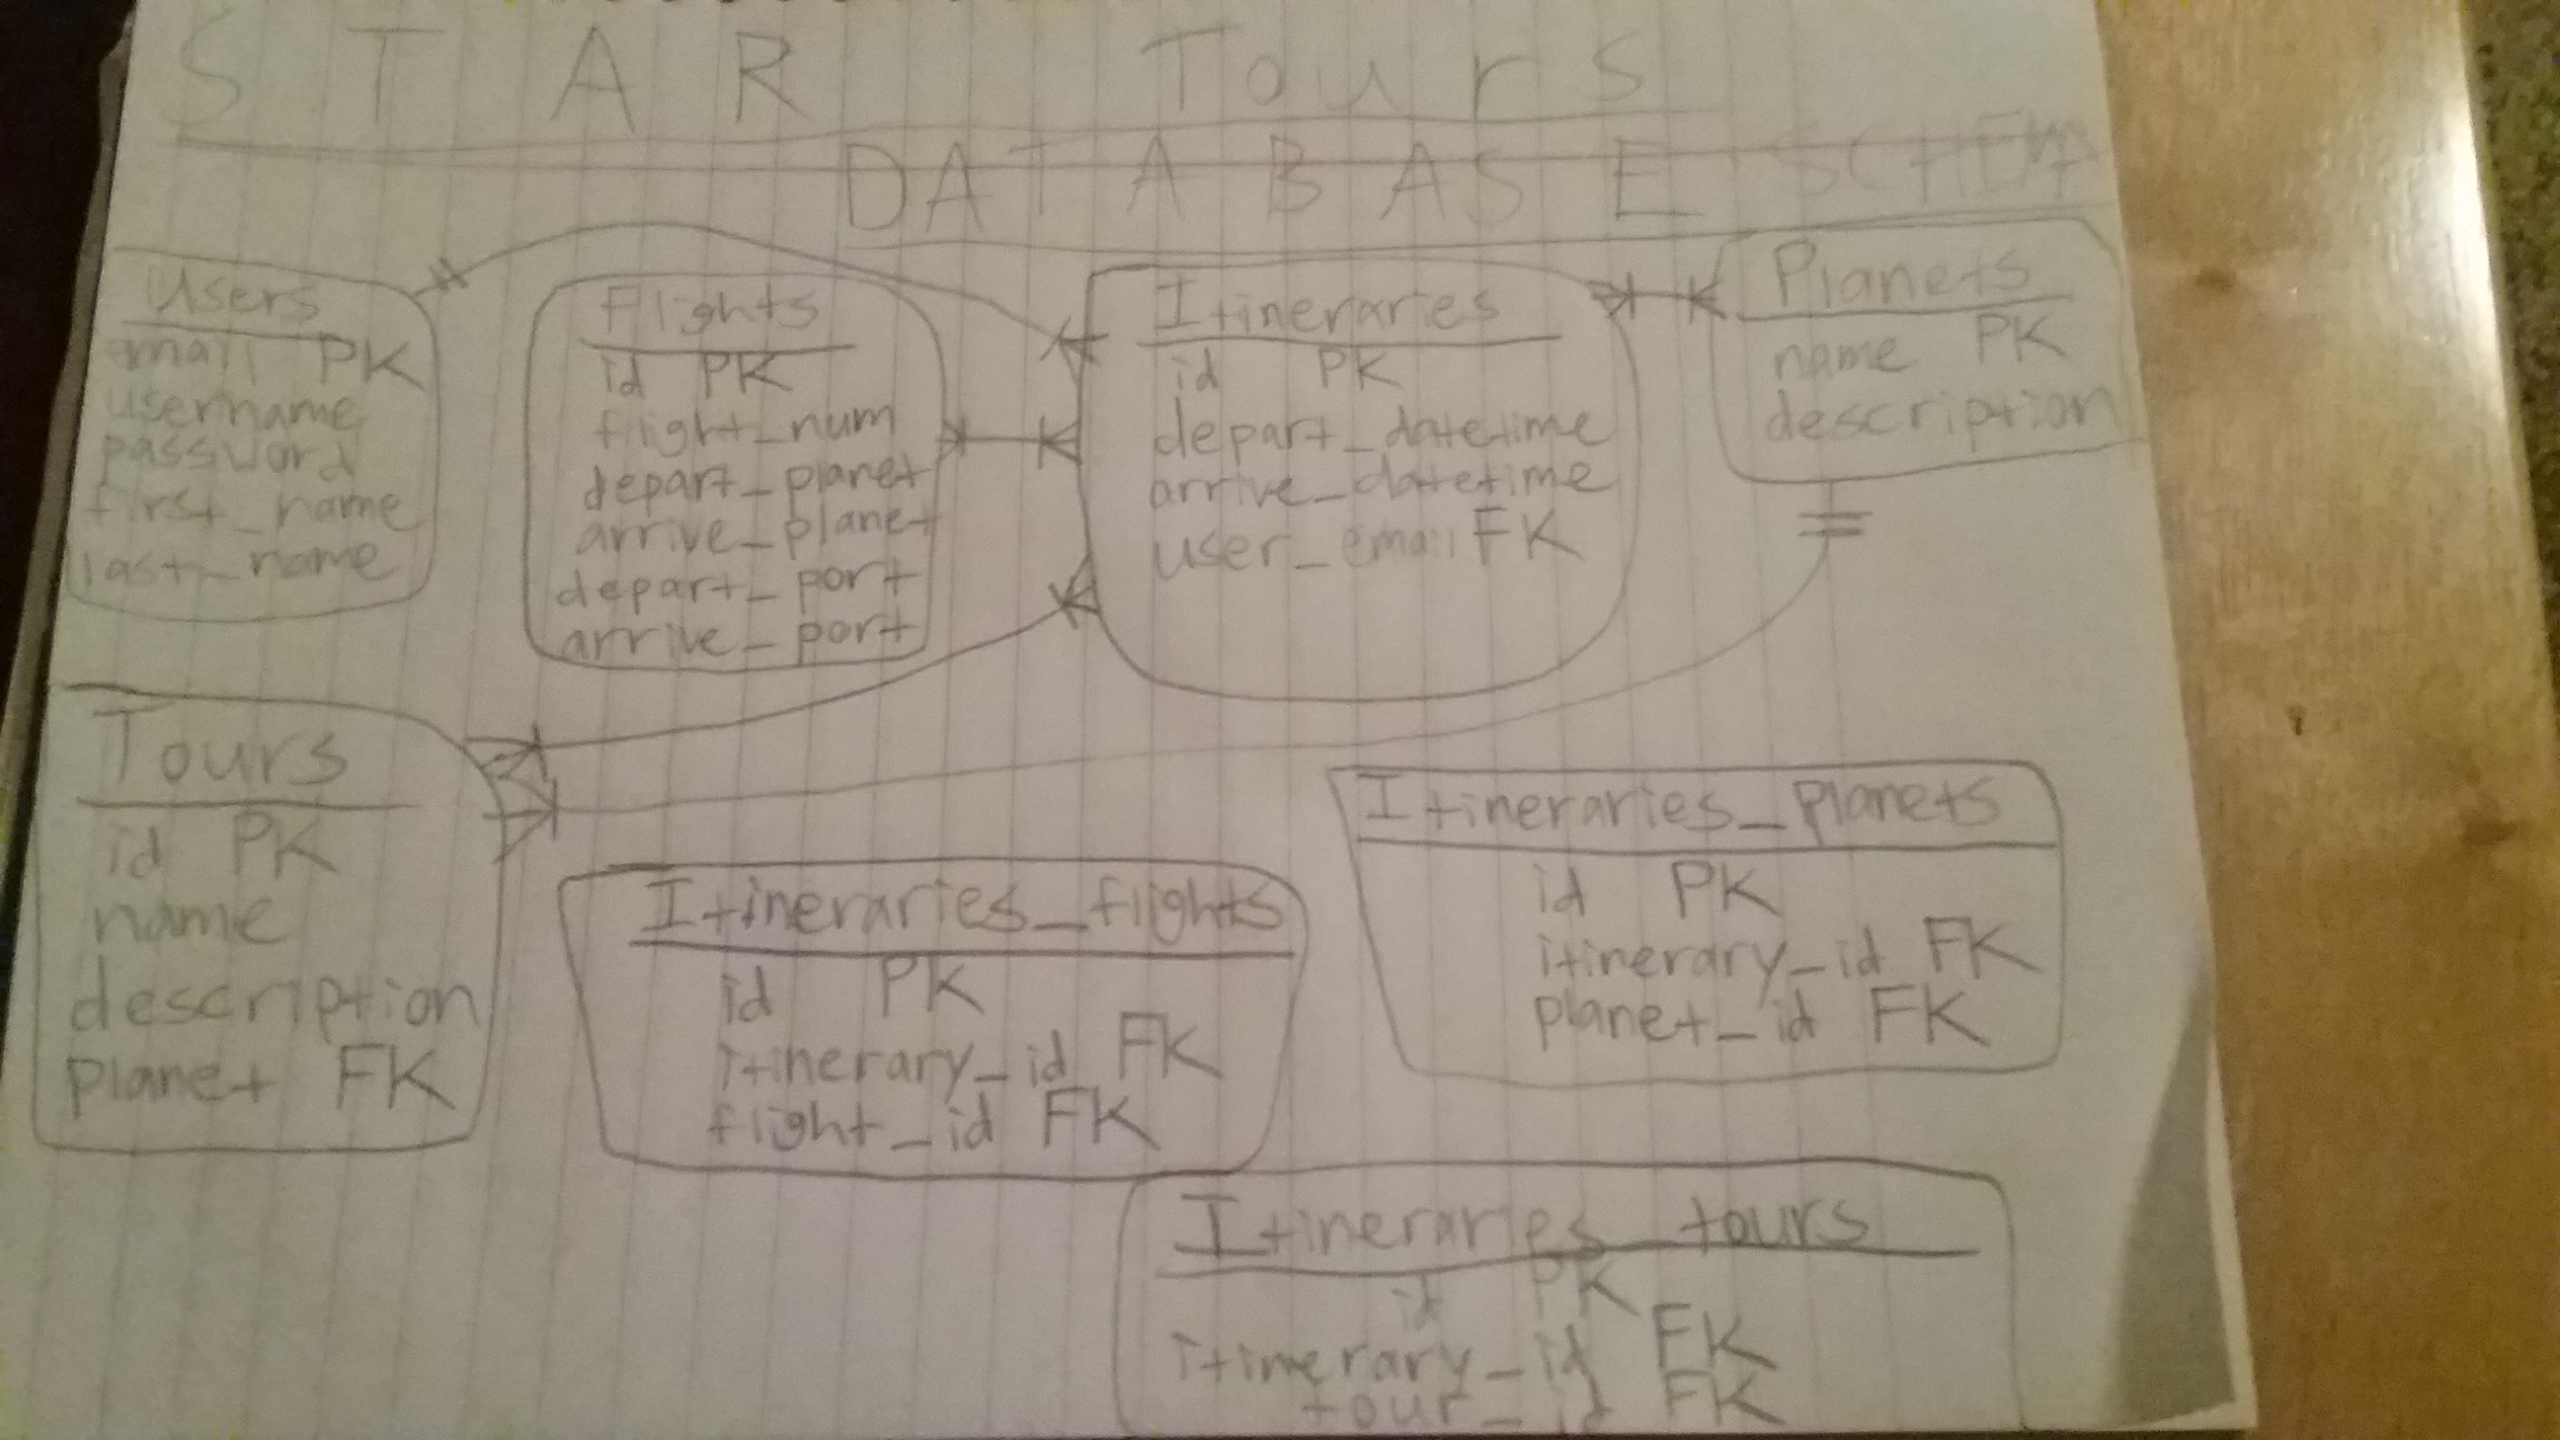 STAR Tours
DATABASE SCHEMA
Users
email PK
username
password
first_name
last_name
Flights
id PK
flight_num
depart_planet
arrive_planet
depart_port
arrive_port
Itineraries
id PK
depart_datetime
arrive_datetime
user_email FK
Planets
name PK
description
Tours
id PK
name
description
planet FK
Itineraries_flights
id PK
itinerary_id FK
flight_id FK
Itineraries_planets
id PK
itinerary_id FK
planet_id FK
Itineraries_tours
id PK
itinerary_id FK
tour_id FK